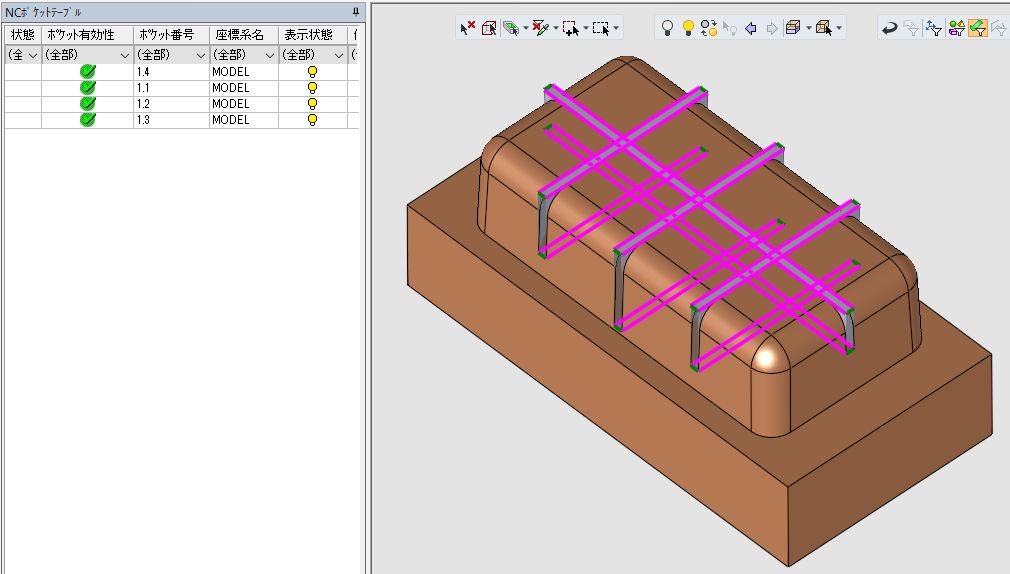 NCﾎﾟｹｯﾄﾃｰﾌﾞﾙ
状態 ﾎﾟｹｯﾄ有効性 ﾎﾟｹｯﾄ番号 座標系名 表示状態
(全 (全部) (全部) (全部) (全部) (
1.4 MODEL
1.1 MODEL
1.2 MODEL
1.3 MODEL